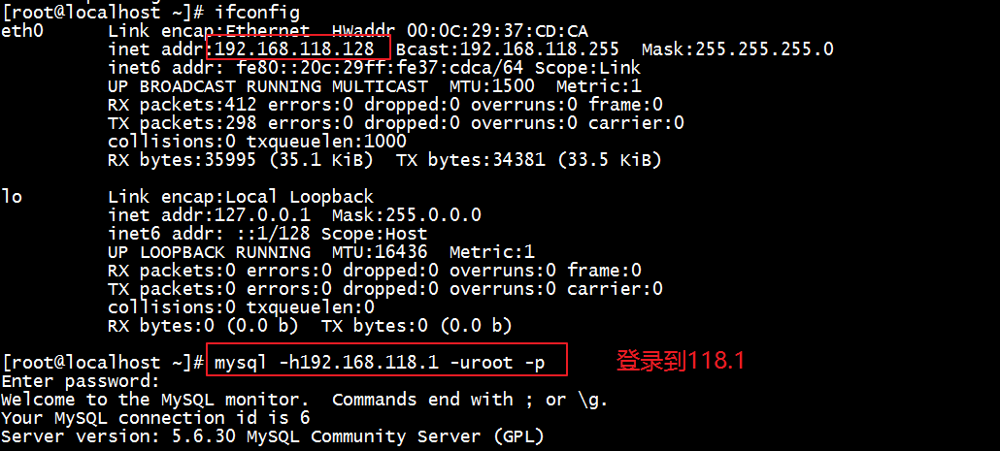 [root@localhost ~]# ifconfig
eth0      Link encap:Ethernet  HWaddr 00:0C:29:37:CD:CA
inet addr:192.168.118.128  Bcast:192.168.118.255  Mask:255.255.255.0
inet6 addr: fe80::20c:29ff:fe37:cdca/64 Scope:Link
UP BROADCAST RUNNING MULTICAST  MTU:1500  Metric:1
RX packets:412 errors:0 dropped:0 overruns:0 frame:0
TX packets:298 errors:0 dropped:0 overruns:0 carrier:0
collisions:0 txqueuelen:1000
RX bytes:35995 (35.1 KiB)  TX bytes:34381 (33.5 KiB)
lo        Link encap:Local Loopback
inet addr:127.0.0.1  Mask:255.0.0.0
inet6 addr: ::1/128 Scope:Host
UP LOOPBACK RUNNING  MTU:16436  Metric:1
RX packets:0 errors:0 dropped:0 overruns:0 frame:0
TX packets:0 errors:0 dropped:0 overruns:0 carrier:0
collisions:0 txqueuelen:0
RX bytes:0 (0.0 b)  TX bytes:0 (0.0 b)
[root@localhost ~]# mysql -h192.168.118.1 -uroot -p 登录到118.1
Enter password:
Welcome to the MySQL monitor.  Commands end with ; or \g.
Your MySQL connection id is 6
Server version: 5.6.30 MySQL Community Server (GPL)